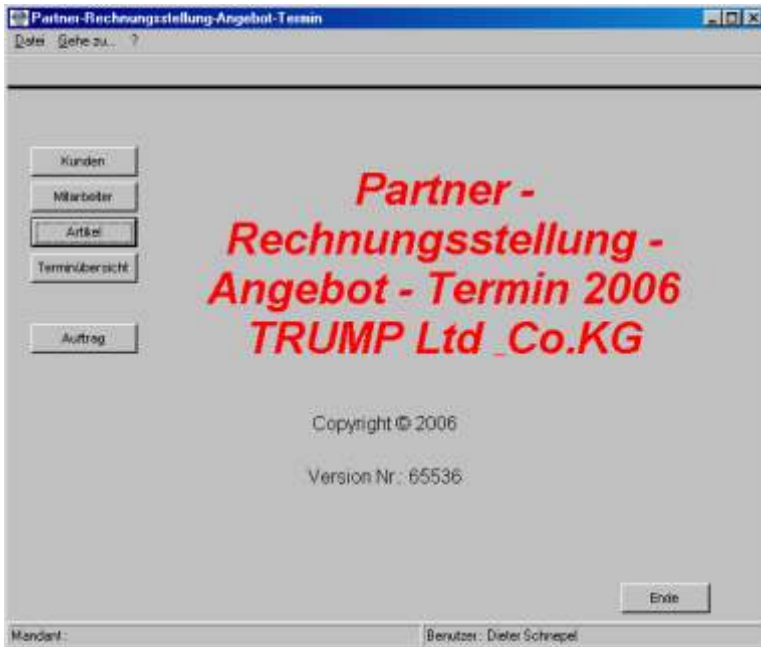 Partner-Rechnungsstellung-Angebot-Termin
Datei Gehe zu... ?
Kunden
Mitarbeiter
Artikel
Terminübersicht
Auftrag
Partner -
Rechnungsstellung -
Angebot - Termin 2006
TRUMP Ltd _Co.KG
Copyright © 2006
Version Nr.: 65536
Ende
Mandant :
Benutzer : Dieter Schnepel